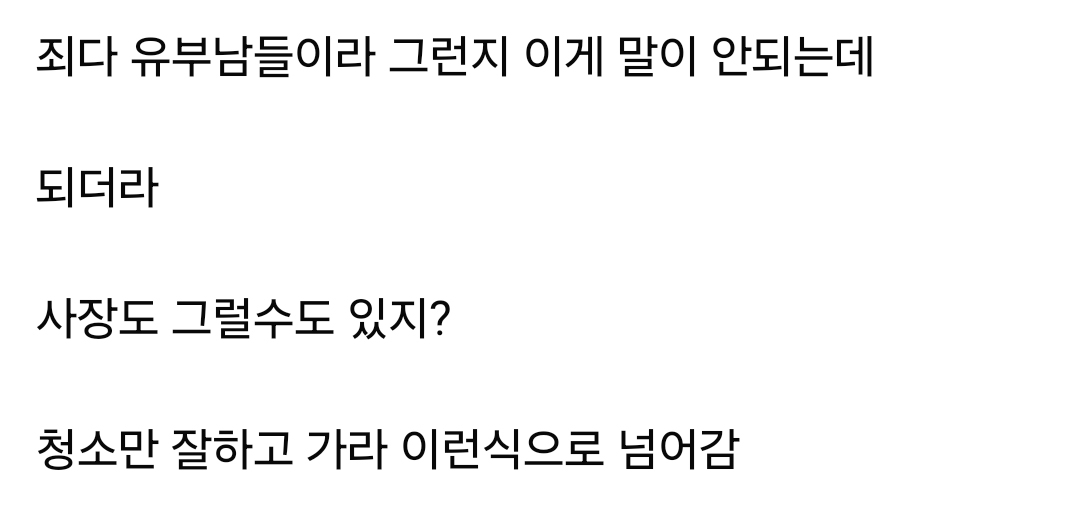 죄다 유부남들이라 그런지 이게 말이 안되는데
되더라
사장도 그럴수도 있지?
청소만 잘하고 가라 이런식으로 넘어감